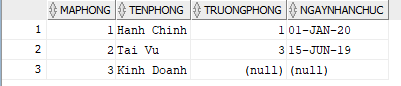 MAPHONG TENPHONG TRUONGPHONG NGAYNHANCHUC
1 1 Hanh Chinh 1 01-JAN-20
2 2 Tai Vu 3 15-JUN-19
3 3 Kinh Doanh (null) (null)